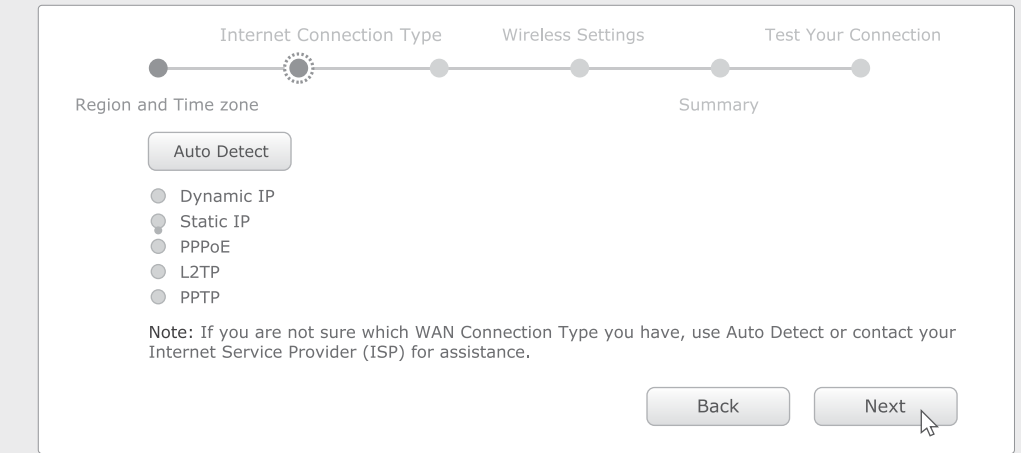 Internet Connection Type Wireless Settings Test Your Connection
Region and Time zone Summary
Auto Detect
Dynamic IP
Static IP
PPPoE
L2TP
PPTP
Note: If you are not sure which WAN Connection Type you have, use Auto Detect or contact your
Internet Service Provider (ISP) for assistance.
Back Next